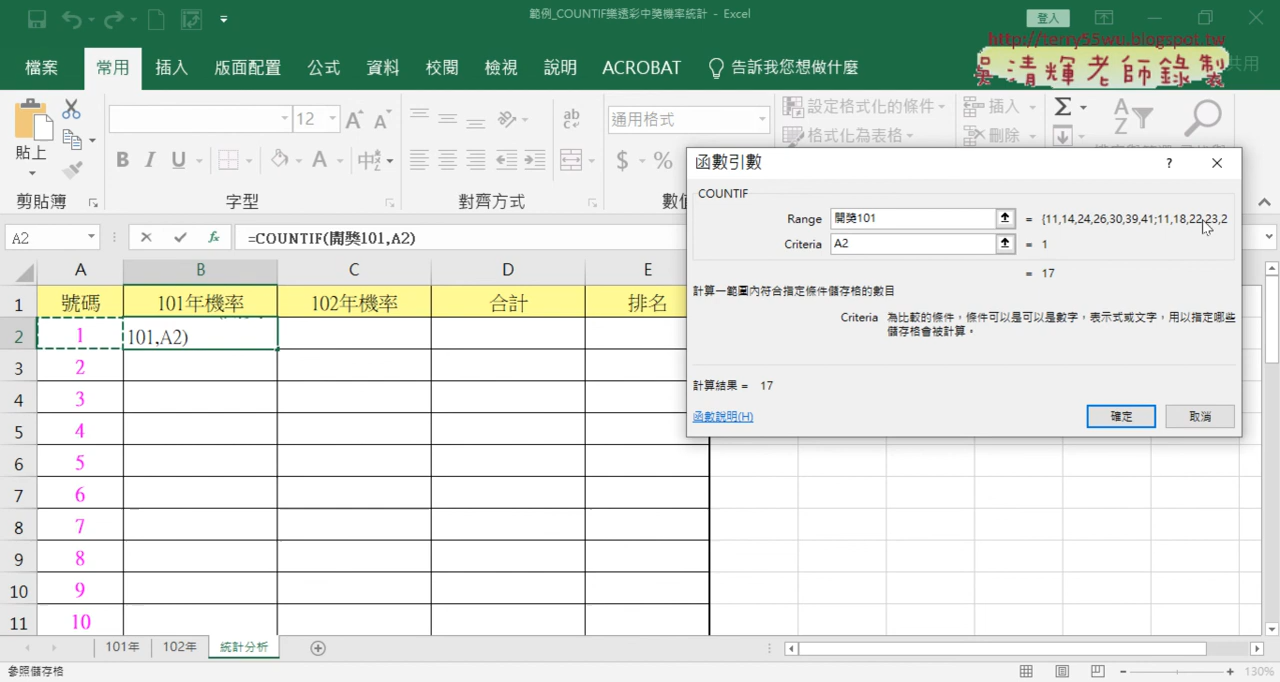 範例_COUNTIF樂透彩中獎機率統計 - Excel
登入
http://terry55wu.blogspot.tw
吳清輝老師錄製
共用
檔案 常用 插入 版面配置 公式 資料 校閱 檢視 說明 ACROBAT 告訴我您想做什麼
貼上
12
通用格式
設定格式化的條件
格式化為表格
插入
刪除
B I U A 中 ab $ %
剪貼簿 字型 對齊方式 數值
A2
fx
=COUNTIF(開獎101,A2)
函數引數
?
COUNTIF
Range 開獎101 = {11,14,24,26,30,39,41;11,18,22,23,2
Criteria A2 = 1
= 17
計算一範圍內符合指定條件儲存格的數目
Criteria 為比較的條件，條件可以是可以是數字，表示式或文字，用以指定哪些
儲存格會被計算。
計算結果 = 17
函數說明(H)
確定 取消
A B C D E
1 號碼 101年機率 102年機率 合計 排名
2 1 101,A2)
3 2
4 3
5 4
6 5
7 6
8 7
9 8
10 9
11 10
101年 102年 統計分析
參照儲存格
130%